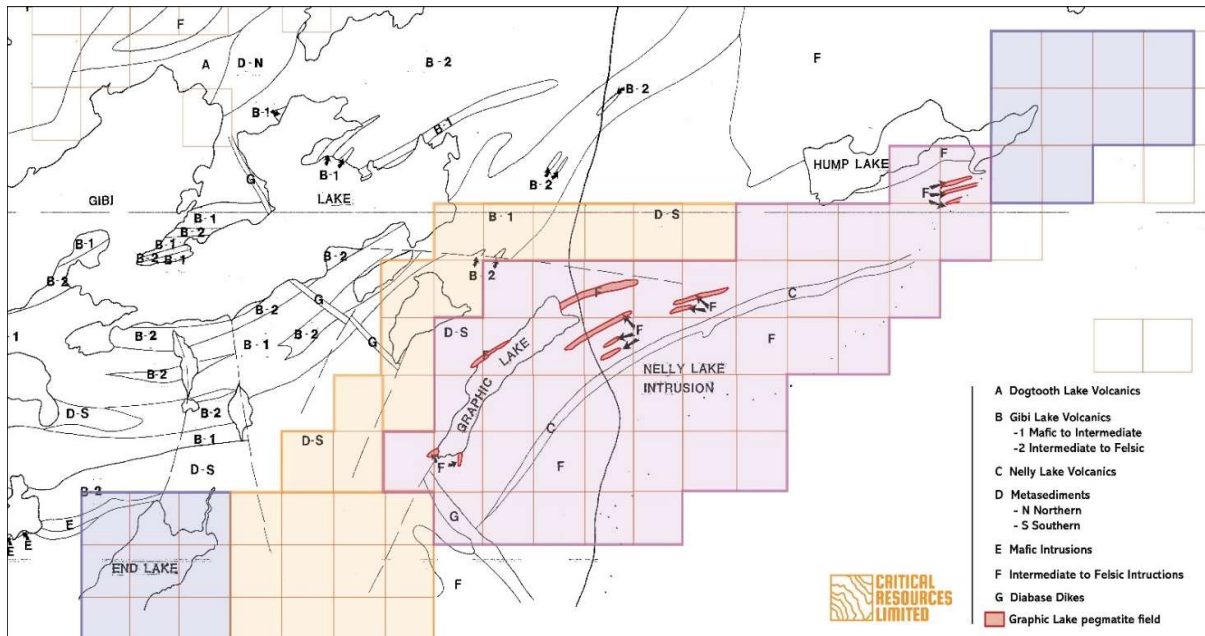 F
A
D-N
B-2
F
B-2
B-1
B-1
B-1
G
B-2
HUMP LAKE
F
F
GIBI
LAKE
B-1
B-2
B-1
D-S
B-1
B-1
B-2
B-1
B-2
B-2
B-2
G
C
B-2
F
F
B-2
B-1
B-2
D-S
F
1
B-2
GRAPHIC LAKE
NELLY LAKE
INTRUSION
F
D-S
B-2
B-1
D-S
C
D-S
F
F
F
B-2
E
E
E
G
END LAKE
F
A Dogtooth Lake Volcanics
B Gibi Lake Volcanics
-1 Mafic to Intermediate
-2 Intermediate to Felsic
C Nelly Lake Volcanics
D Metasediments
- N Northern
- S Southern
E Mafic Intrusions
F Intermediate to Felsic Intructions
G Diabase Dikes
Graphic Lake pegmatite field
CRITICAL
RESOURCES
LIMITED